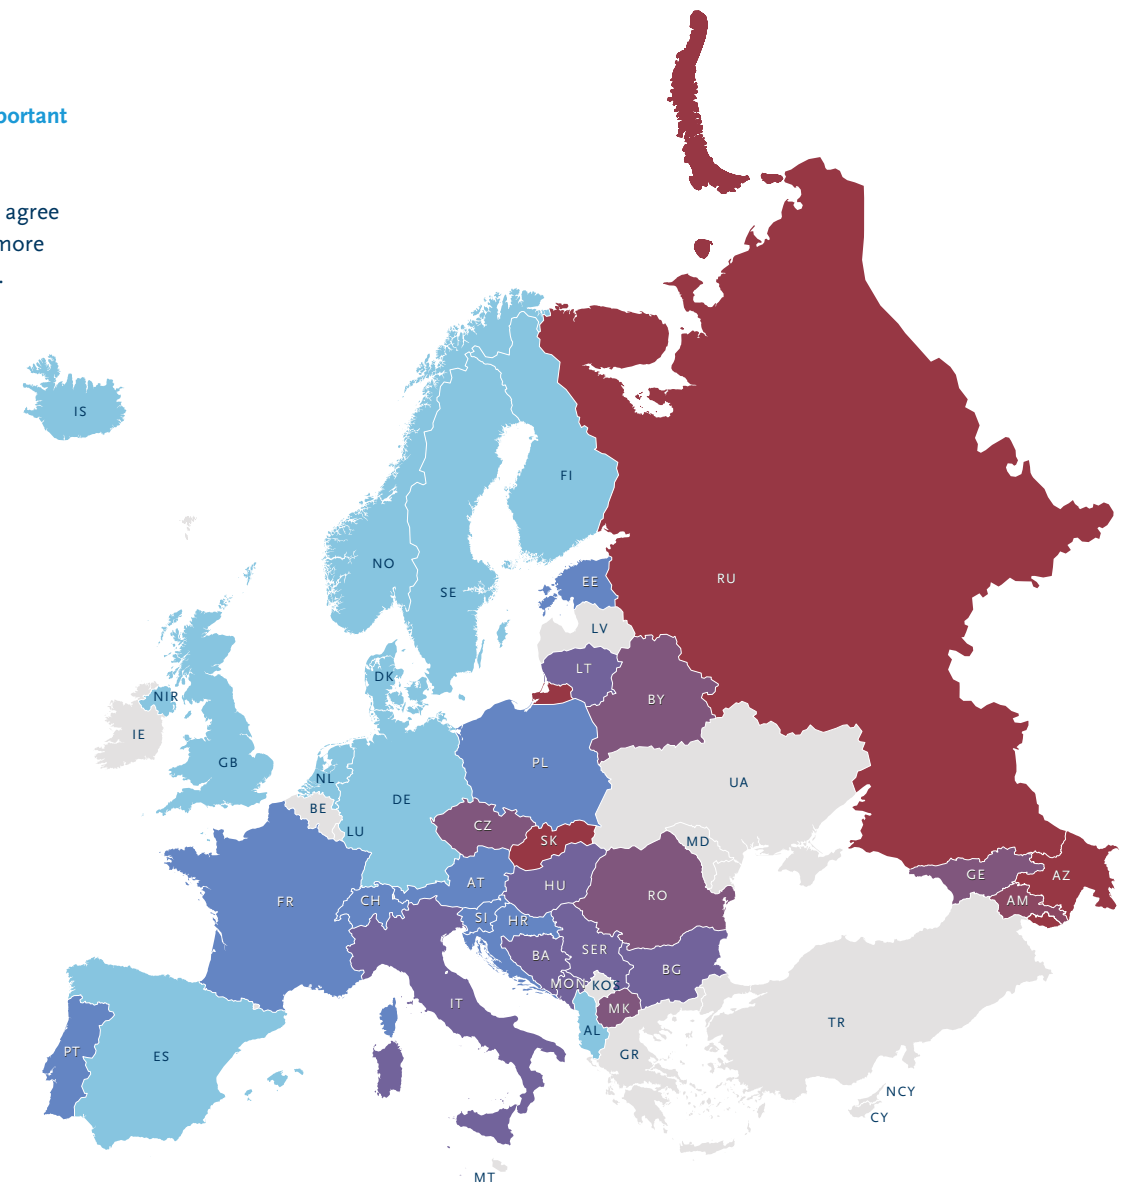 portant
agree
more
.
IS
FI
NO
SE
EE
RU
LV
LT
DK
NIR
BY
IE
GB
NL
PL
BE
DE
UA
LU
CZ
SK
MD
AT
HU
GE
AZ
FR
CH
RO
AM
SI
HR
BA
SER
BG
MON
KOS
IT
MK
AL
TR
PT
ES
GR
NCY
CY
MT